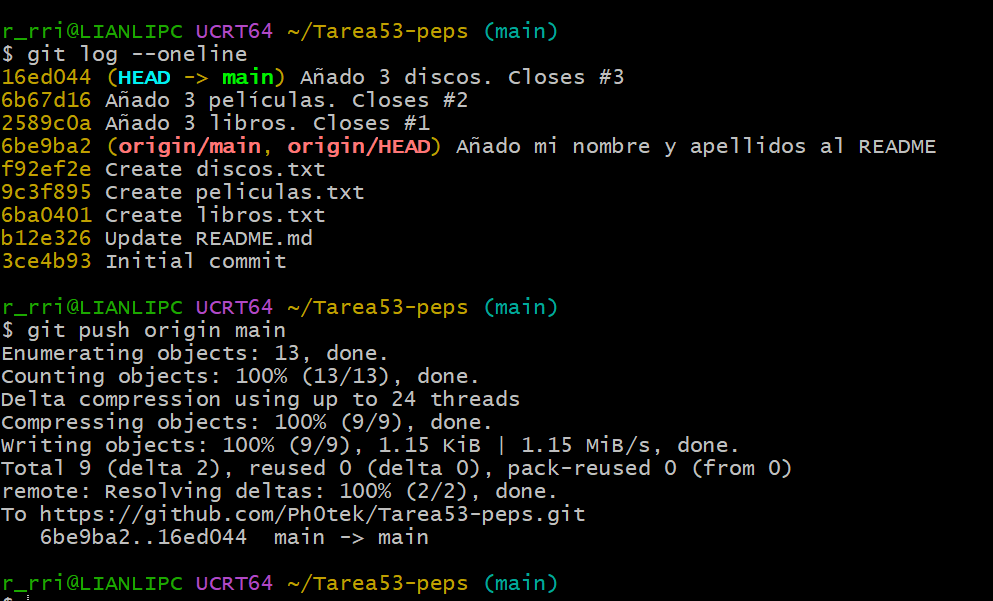 r_rri@LIANLIPC UCRT64 ~/Tarea53-peps (main)
$ git log --oneline
16ed044 (HEAD -> main) Añado 3 discos. Closes #3
6b67d16 Añado 3 películas. Closes #2
2589c0a Añado 3 libros. Closes #1
6be9ba2 (origin/main, origin/HEAD) Añado mi nombre y apellidos al README
f92ef2e Create discos.txt
9c3f895 Create peliculas.txt
6ba0401 Create libros.txt
b12e326 Update README.md
3ce4b93 Initial commit
r_rri@LIANLIPC UCRT64 ~/Tarea53-peps (main)
$ git push origin main
Enumerating objects: 13, done.
Counting objects: 100% (13/13), done.
Delta compression using up to 24 threads
Compressing objects: 100% (9/9), done.
Writing objects: 100% (9/9), 1.15 KiB | 1.15 MiB/s, done.
Total 9 (delta 2), reused 0 (delta 0), pack-reused 0 (from 0)
remote: Resolving deltas: 100% (2/2), done.
To https://github.com/Ph0tek/Tarea53-peps.git
   6be9ba2..16ed044  main -> main
r_rri@LIANLIPC UCRT64 ~/Tarea53-peps (main)
$